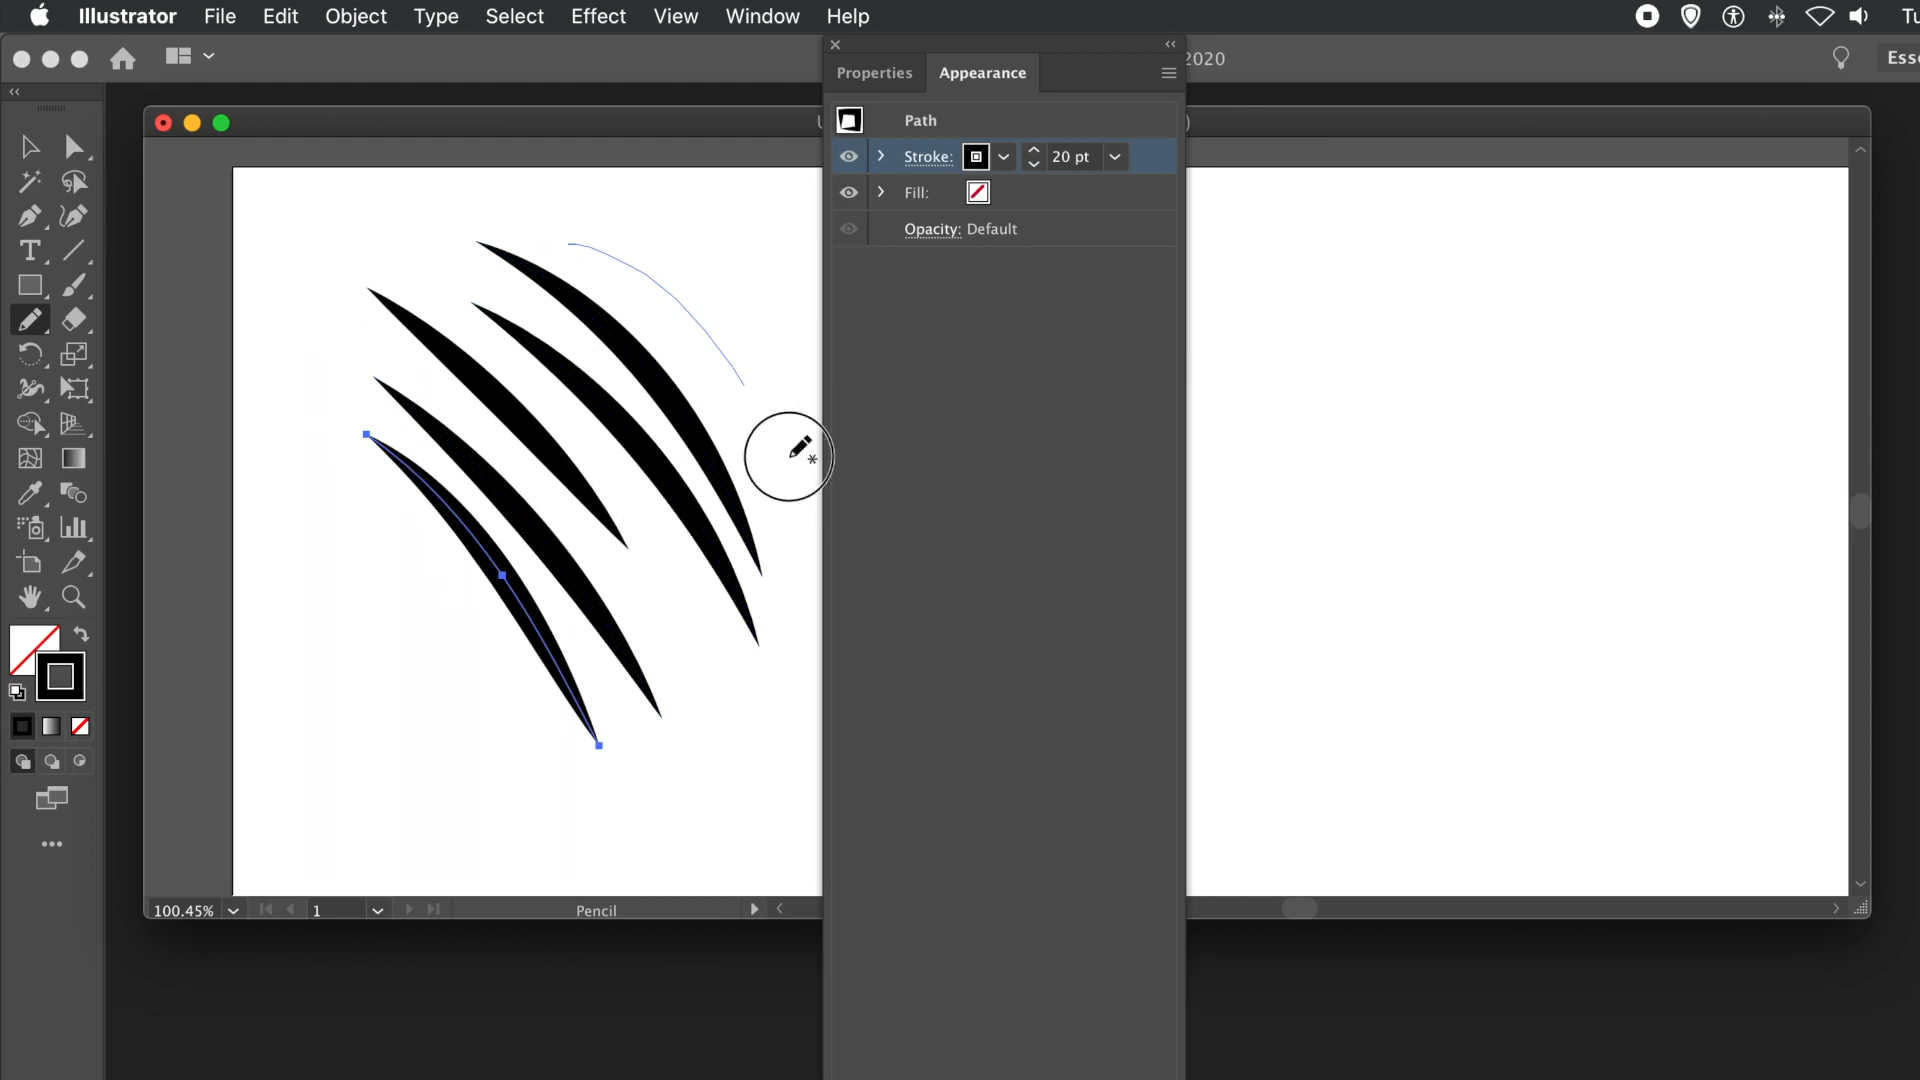 Illustrator File Edit Object Type Select Effect View Window Help
2020
Properties Appearance
Path
Stroke: 20 pt
Fill:
Opacity: Default
100.45% 1 Pencil